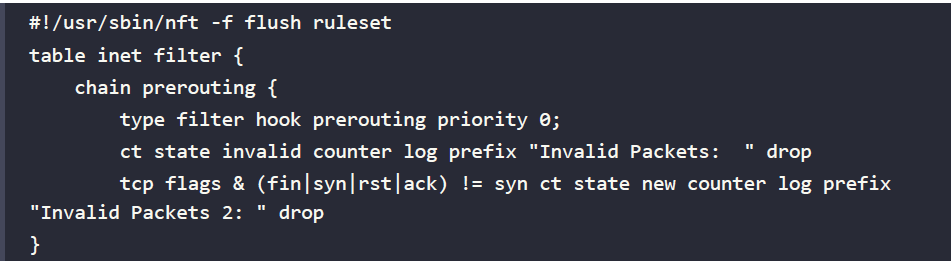 #!/usr/sbin/nft -f flush ruleset
table inet filter {
    chain prerouting {
        type filter hook prerouting priority 0;
        ct state invalid counter log prefix "Invalid Packets:  " drop
        tcp flags & (fin|syn|rst|ack) != syn ct state new counter log prefix
"Invalid Packets 2: " drop
}